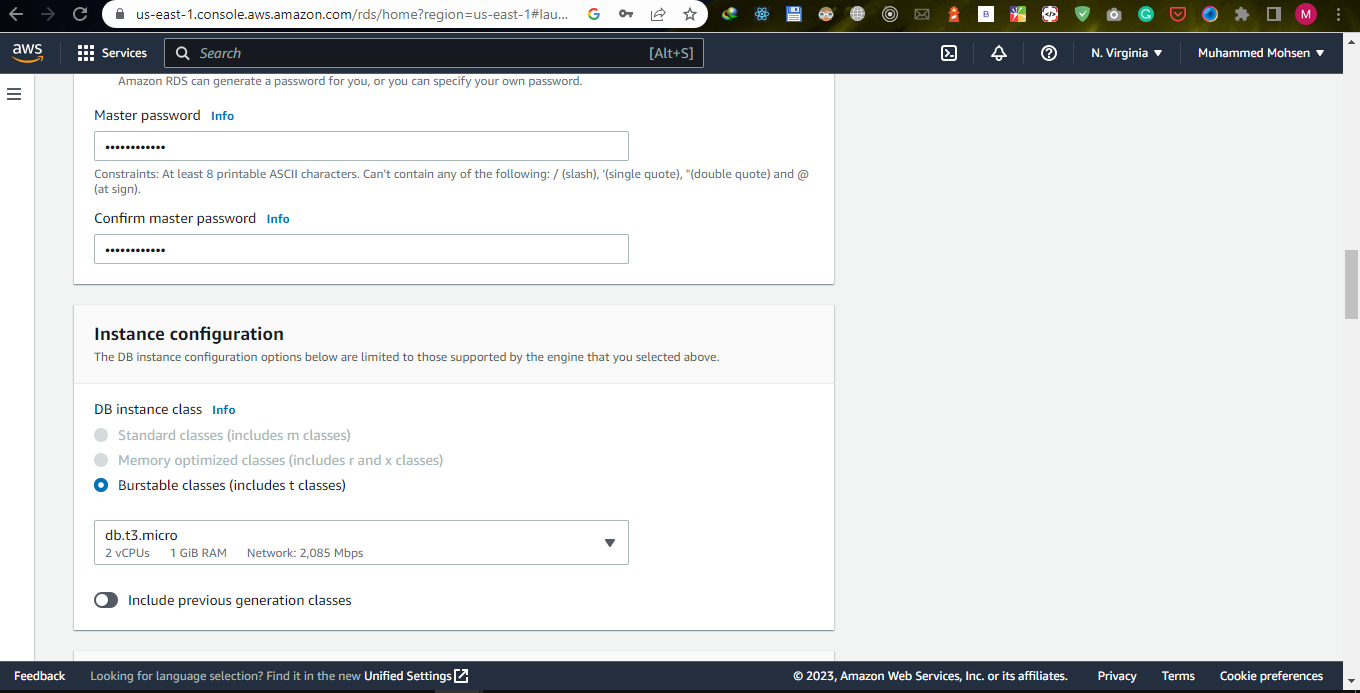 us-east-1.console.aws.amazon.com/rds/home?region=us-east-1#lau...
aws
Services
Search
[Alt+S]
N. Virginia
Muhammed Mohsen
Amazon RDS can generate a password for you, or you can specify your own password.
Master password Info
••••••••••••
Constraints: At least 8 printable ASCII characters. Can't contain any of the following: / (slash), '(single quote), "(double quote) and @
(at sign).
Confirm master password Info
••••••••••••
Instance configuration
The DB instance configuration options below are limited to those supported by the engine that you selected above.
DB instance class Info
Standard classes (includes m classes)
Memory optimized classes (includes r and x classes)
Burstable classes (includes t classes)
db.t3.micro
2 vCPUs 1 GiB RAM Network: 2,085 Mbps
Include previous generation classes
Feedback
Looking for language selection? Find it in the new Unified Settings
© 2023, Amazon Web Services, Inc. or its affiliates.
Privacy
Terms
Cookie preferences